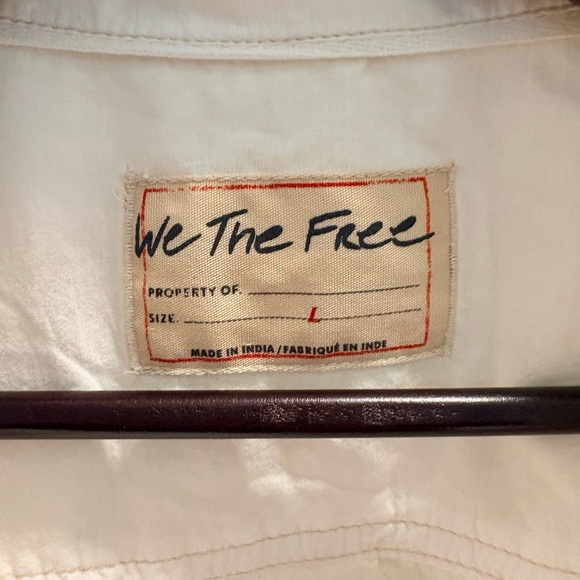 We The Free
PROPERTY OF.
SIZE. L
MADE IN INDIA / FABRIQUÉ EN INDE